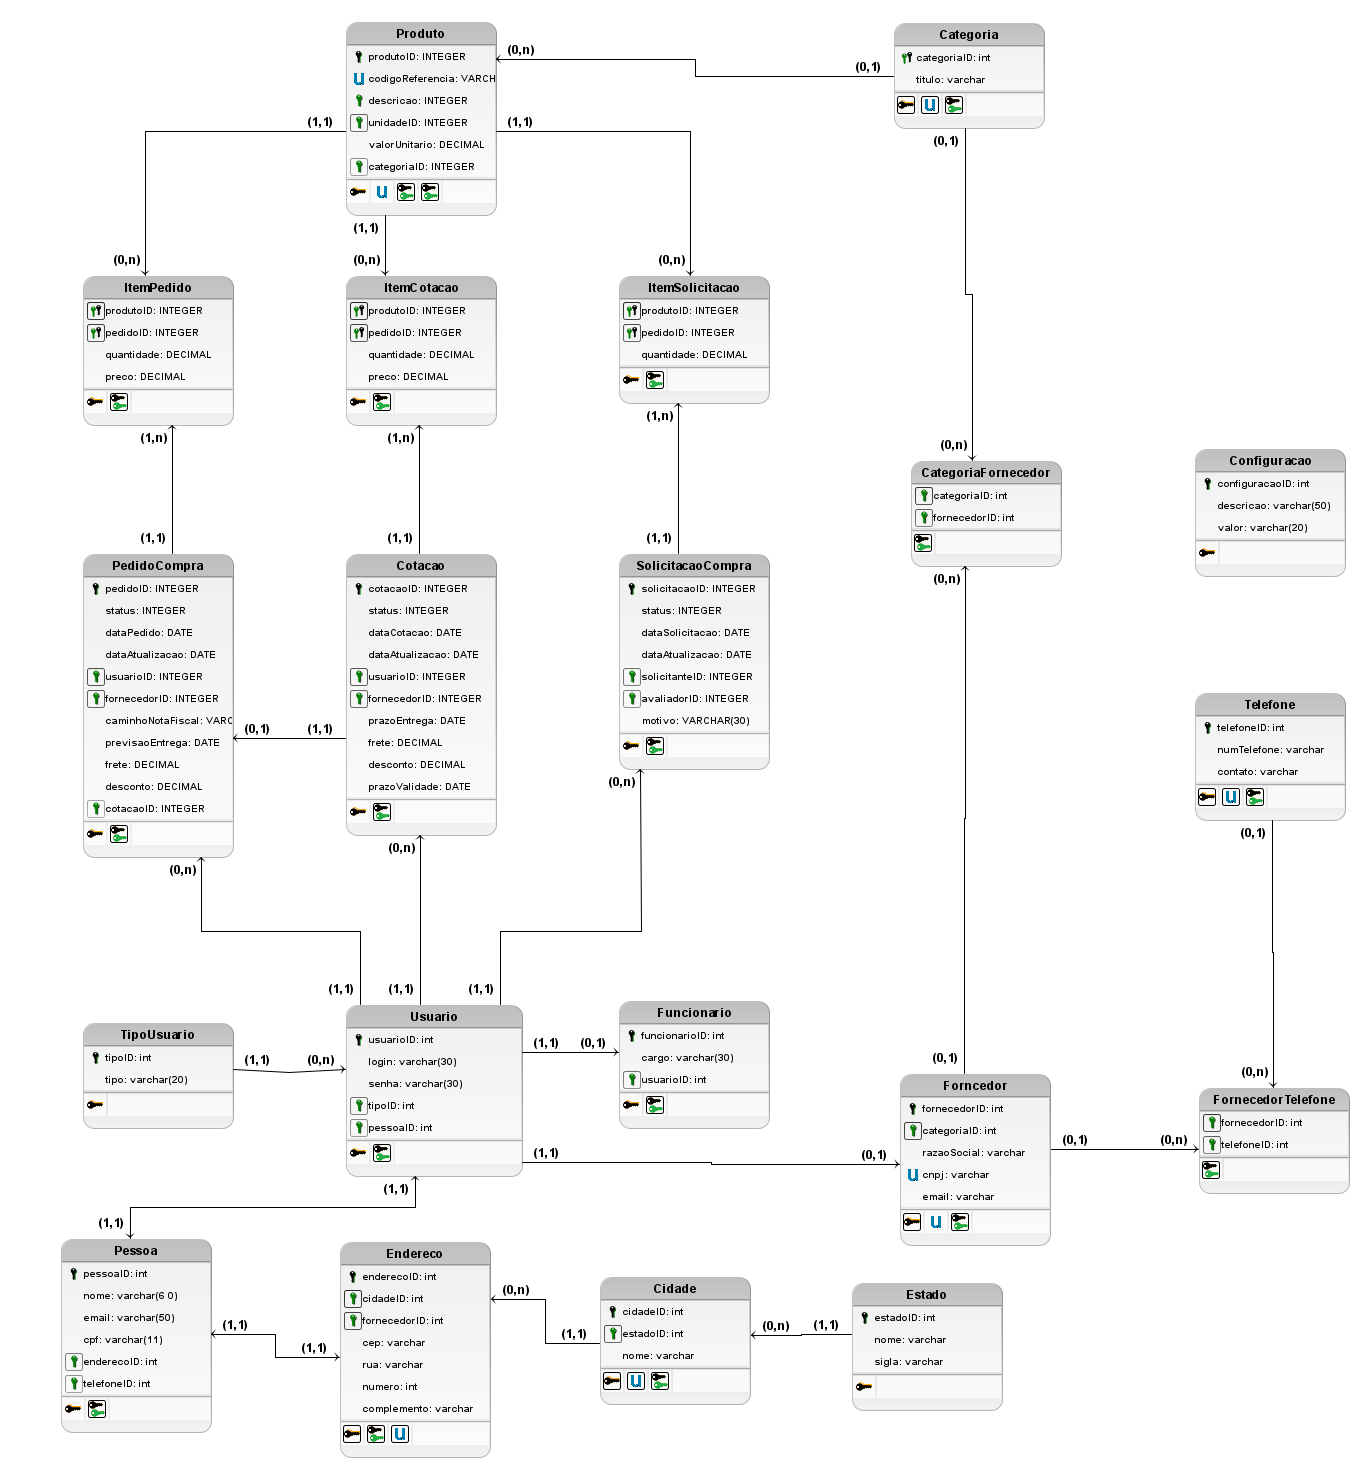 Produto
produtoID: INTEGER
codigoReferencia: VARCH
descricao: INTEGER
unidadeID: INTEGER
valorUnitario: DECIMAL
categoriaID: INTEGER
u
Categoria
categoriaID: int
titulo: varchar
u
(0,n)
(0,1)
(1,1)
(1,1)
(0,1)
(1,1)
(0,n)
(0,n)
(0,n)
ItemPedido
produtoID: INTEGER
pedidoID: INTEGER
quantidade: DECIMAL
preco: DECIMAL
ItemCotacao
produtoID: INTEGER
pedidoID: INTEGER
quantidade: DECIMAL
preco: DECIMAL
ItemSolicitacao
produtoID: INTEGER
pedidoID: INTEGER
quantidade: DECIMAL
(1,n)
(1,n)
(1,n)
(0,n)
CategoriaFornecedor
categoriaID: int
fornecedorID: int
(0,n)
Configuracao
configuracaoID: int
descricao: varchar(50)
valor: varchar(20)
(1,1)
(1,1)
(1,1)
PedidoCompra
pedidoID: INTEGER
status: INTEGER
dataPedido: DATE
dataAtualizacao: DATE
usuarioID: INTEGER
fornecedorID: INTEGER
caminhoNotaFiscal: VARC
previsaoEntrega: DATE
frete: DECIMAL
desconto: DECIMAL
cotacaoID: INTEGER
(0,1)
(1,1)
Cotacao
cotacaoID: INTEGER
status: INTEGER
dataCotacao: DATE
dataAtualizacao: DATE
usuarioID: INTEGER
fornecedorID: INTEGER
prazoEntrega: DATE
frete: DECIMAL
desconto: DECIMAL
prazoValidade: DATE
SolicitacaoCompra
solicitacaoID: INTEGER
status: INTEGER
dataSolicitacao: DATE
dataAtualizacao: DATE
solicitanteID: INTEGER
avaliadorID: INTEGER
motivo: VARCHAR(30)
Telefone
telefoneID: int
numTelefone: varchar
contato: varchar
u
(0,n)
(0,n)
(0,n)
(0,1)
(1,1)
(1,1)
(1,1)
TipoUsuario
tipoID: int
tipo: varchar(20)
(1,1)
(0,n)
Usuario
usuarioID: int
login: varchar(30)
senha: varchar(30)
tipoID: int
pessoaID: int
(1,1)
(0,1)
Funcionario
funcionarioID: int
cargo: varchar(30)
usuarioID: int
(0,1)
(1,1)
(0,1)
Forncedor
fornecedorID: int
categoriaID: int
razaoSocial: varchar
u
cnpj: varchar
email: varchar
u
(0,1)
(0,n)
(0,n)
FornecedorTelefone
fornecedorID: int
telefoneID: int
(1,1)
(1,1)
Pessoa
pessoaID: int
nome: varchar(6 0)
email: varchar(50)
cpf: varchar(11)
enderecoID: int
telefoneID: int
(1,1)
(1,1)
Endereco
enderecoID: int
cidadeID: int
fornecedorID: int
cep: varchar
rua: varchar
numero: int
complemento: varchar
u
(0,n)
(1,1)
Cidade
cidadeID: int
estadoID: int
nome: varchar
u
(0,n)
(1,1)
Estado
estadoID: int
nome: varchar
sigla: varchar